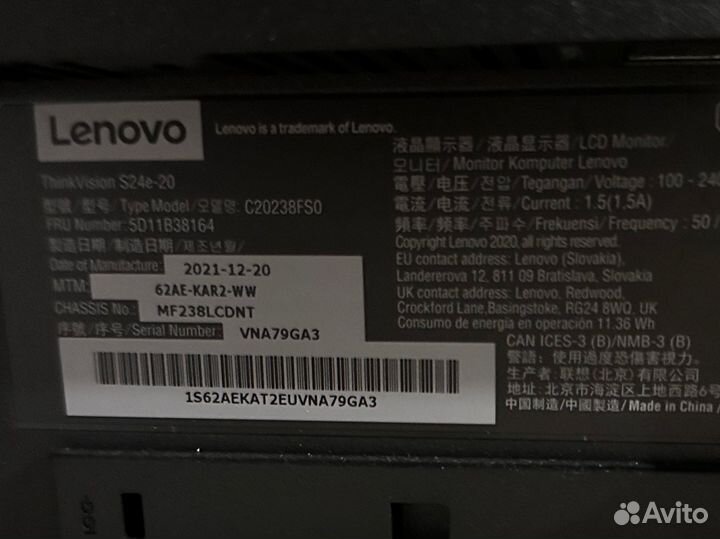 Lenovo
Lenovo is a trademark of Lenovo.
ThinkVision S24e-20
型號 / 型号 / Type Model / 모델명: C20238FS0
FRU Number: 5D11B38164
製造日期 / 制造日期 / 제조년월 /
Date of Manufacture: 2021-12-20
MTM: 62AE-KAR2-WW
CHASSIS No.: MF238LCDNT
序號 / 序号 / Serial Number: VNA79GA3
1S62AEKAT2EUVNA79GA3
液晶顯示器 / 液晶显示器 / LCD Monitor /
모니터 / Monitor Komputer Lenovo
電壓 / 电压 / 전압 / Tegangan / Voltage : 100 - 240
電流 / 电流 / 전류 / Current : 1.5(1.5A)
頻率 / 频率 / 주파수 / Frekuensi / Frequency : 50 /
Copyright Lenovo 2020, all rights reserved.
EU contact address: Lenovo (Slovakia),
Landererova 12, 811 09 Bratislava, Slovakia
UK contact address: Lenovo, Redwood,
Crockford Lane,Basingstoke, RG24 8WQ, UK
Consumo de energía en operación 11.36 Wh
CAN ICES-3 (B)/NMB-3 (B)
警語: 使用過度恐傷害視力。
生产者: 联想(北京)有限公司
地址: 北京市海淀区上地西路6号
中国制造/中國製造/Made in China /
Avito